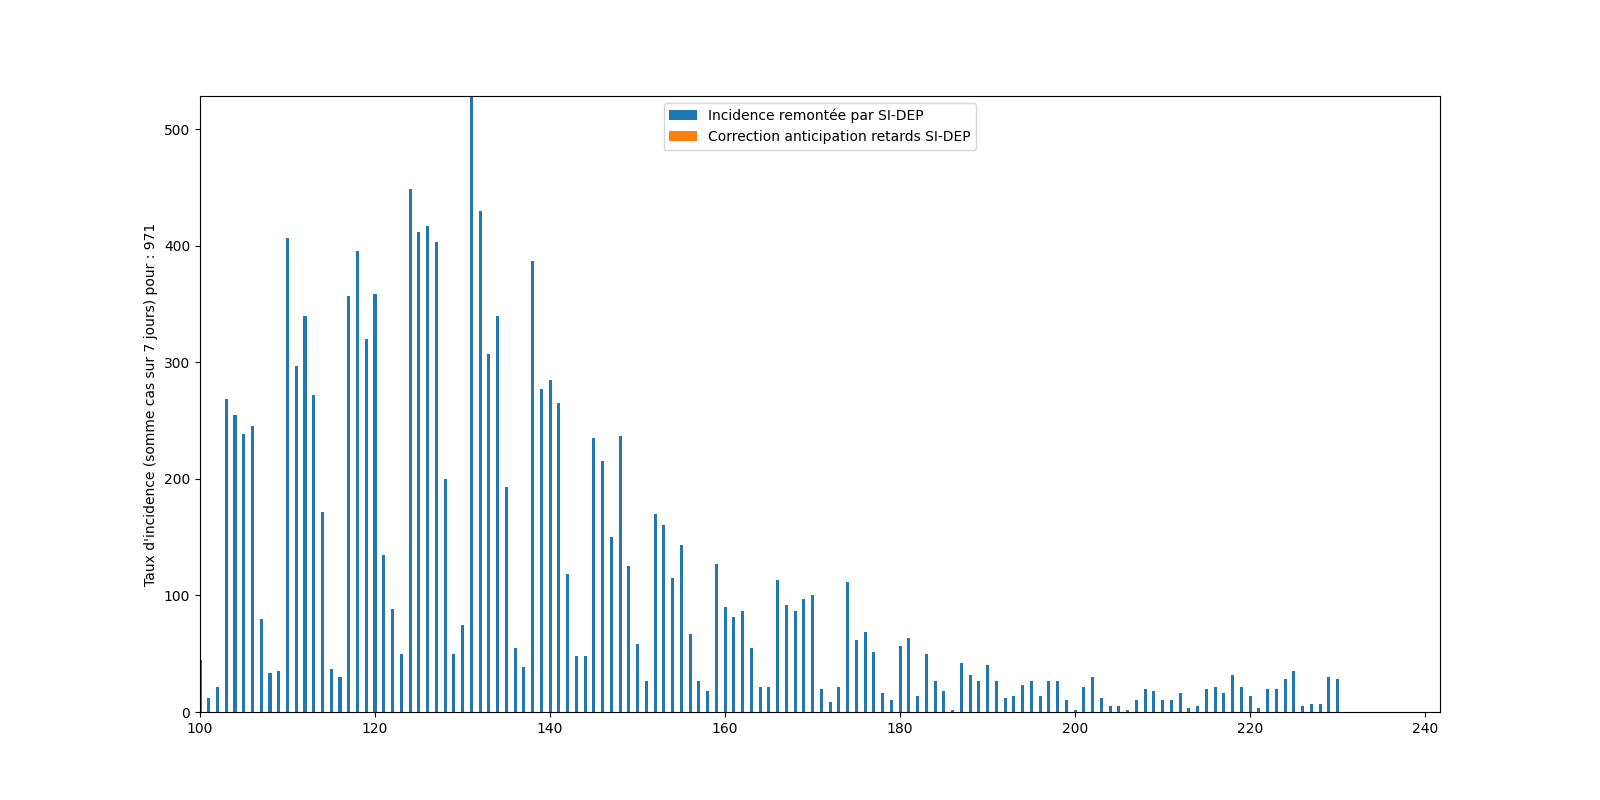 Incidence remontée par SI-DEP
Correction anticipation retards SI-DEP
Taux d'incidence (somme cas sur 7 jours) pour : 971
500
400
300
200
100
0
100 120 140 160 180 200 220 240